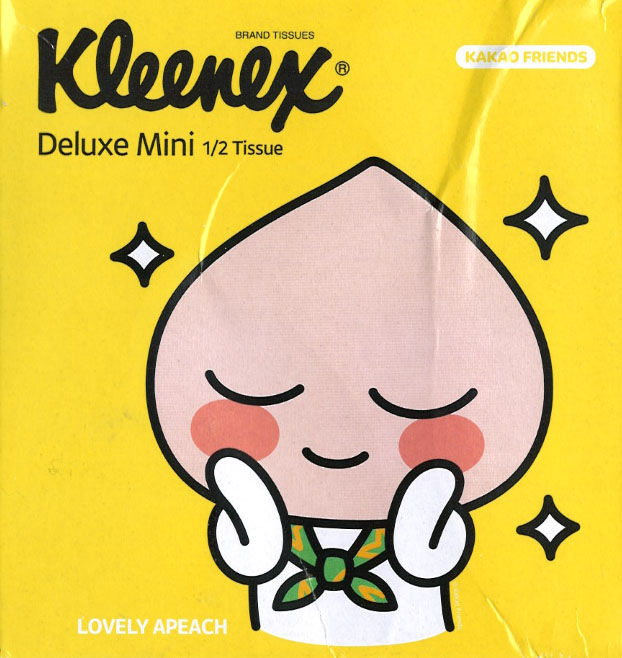 BRAND TISSUES
Kleenex®
KAKAO FRIENDS
Deluxe Mini 1/2 Tissue
LOVELY APEACH